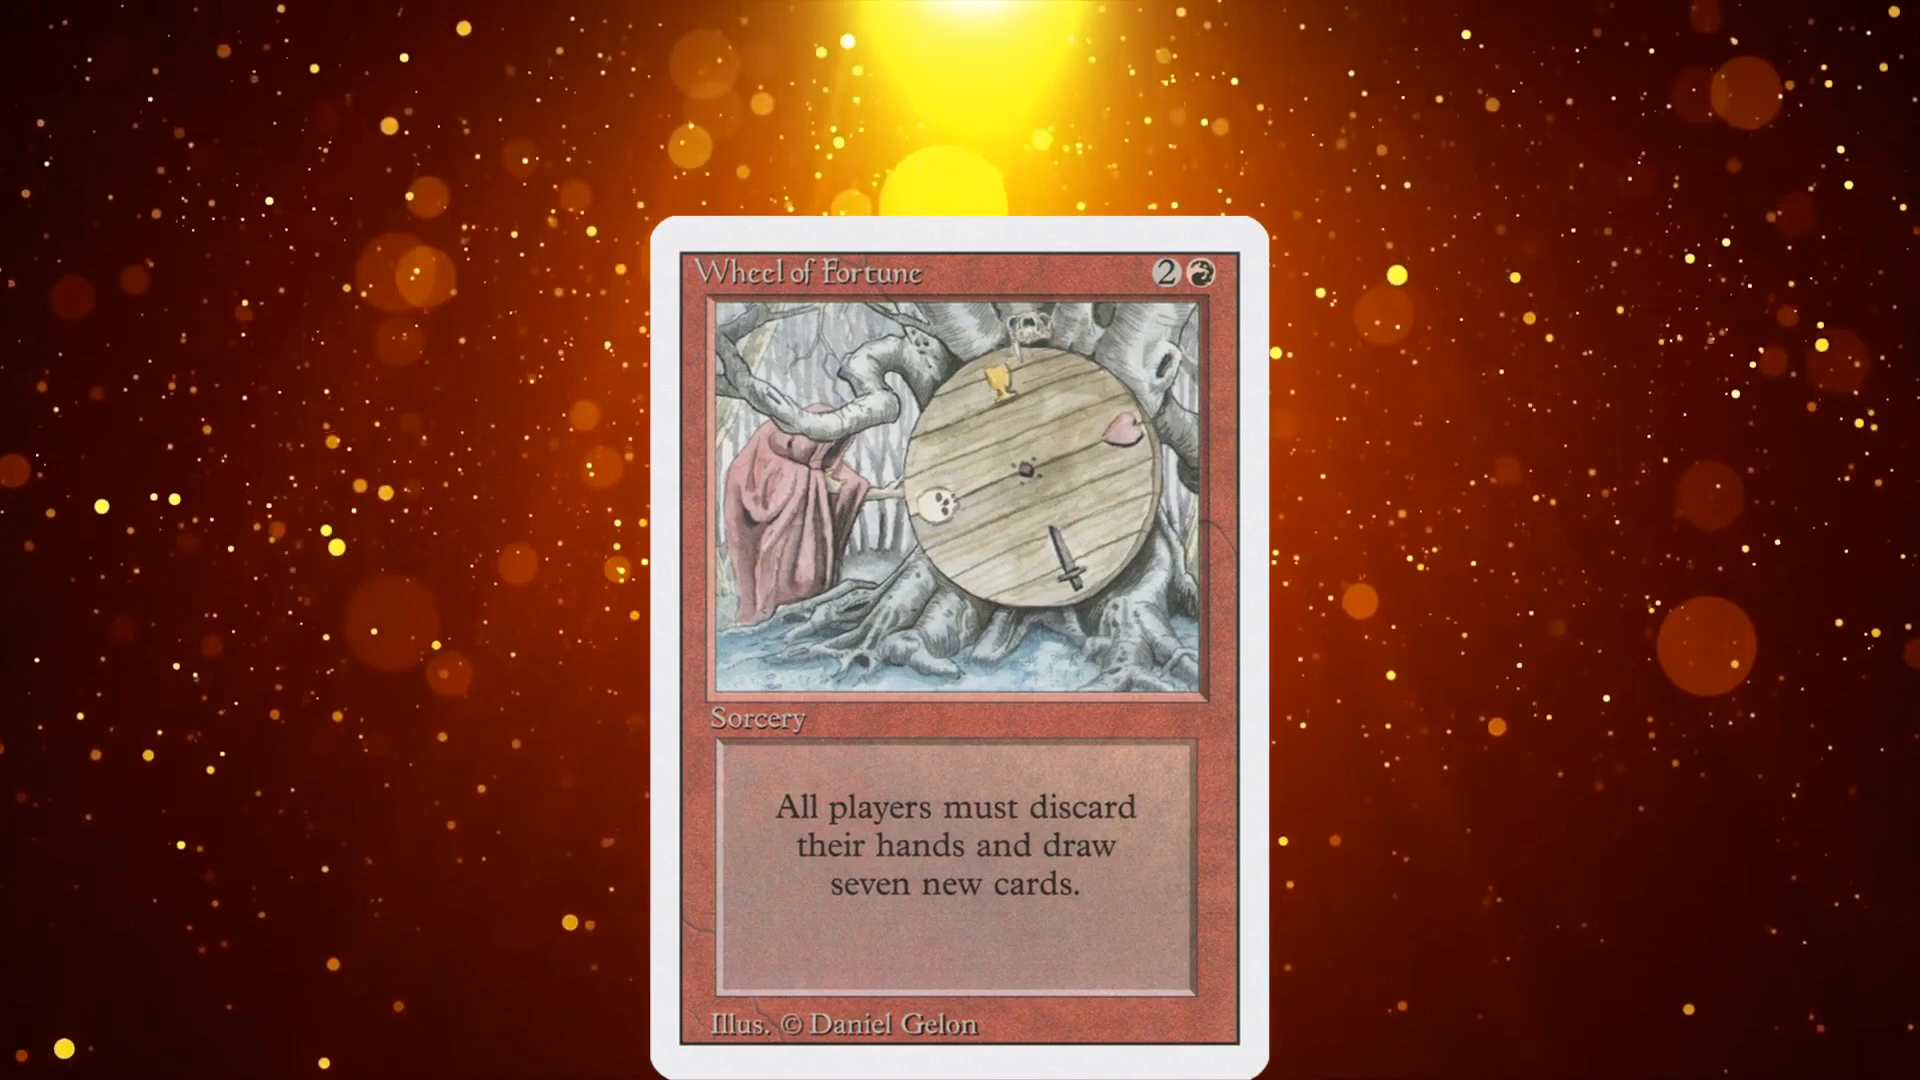 Wheel of Fortune 2
Sorcery
All players must discard
their hands and draw
seven new cards.
Illus. © Daniel Gelon